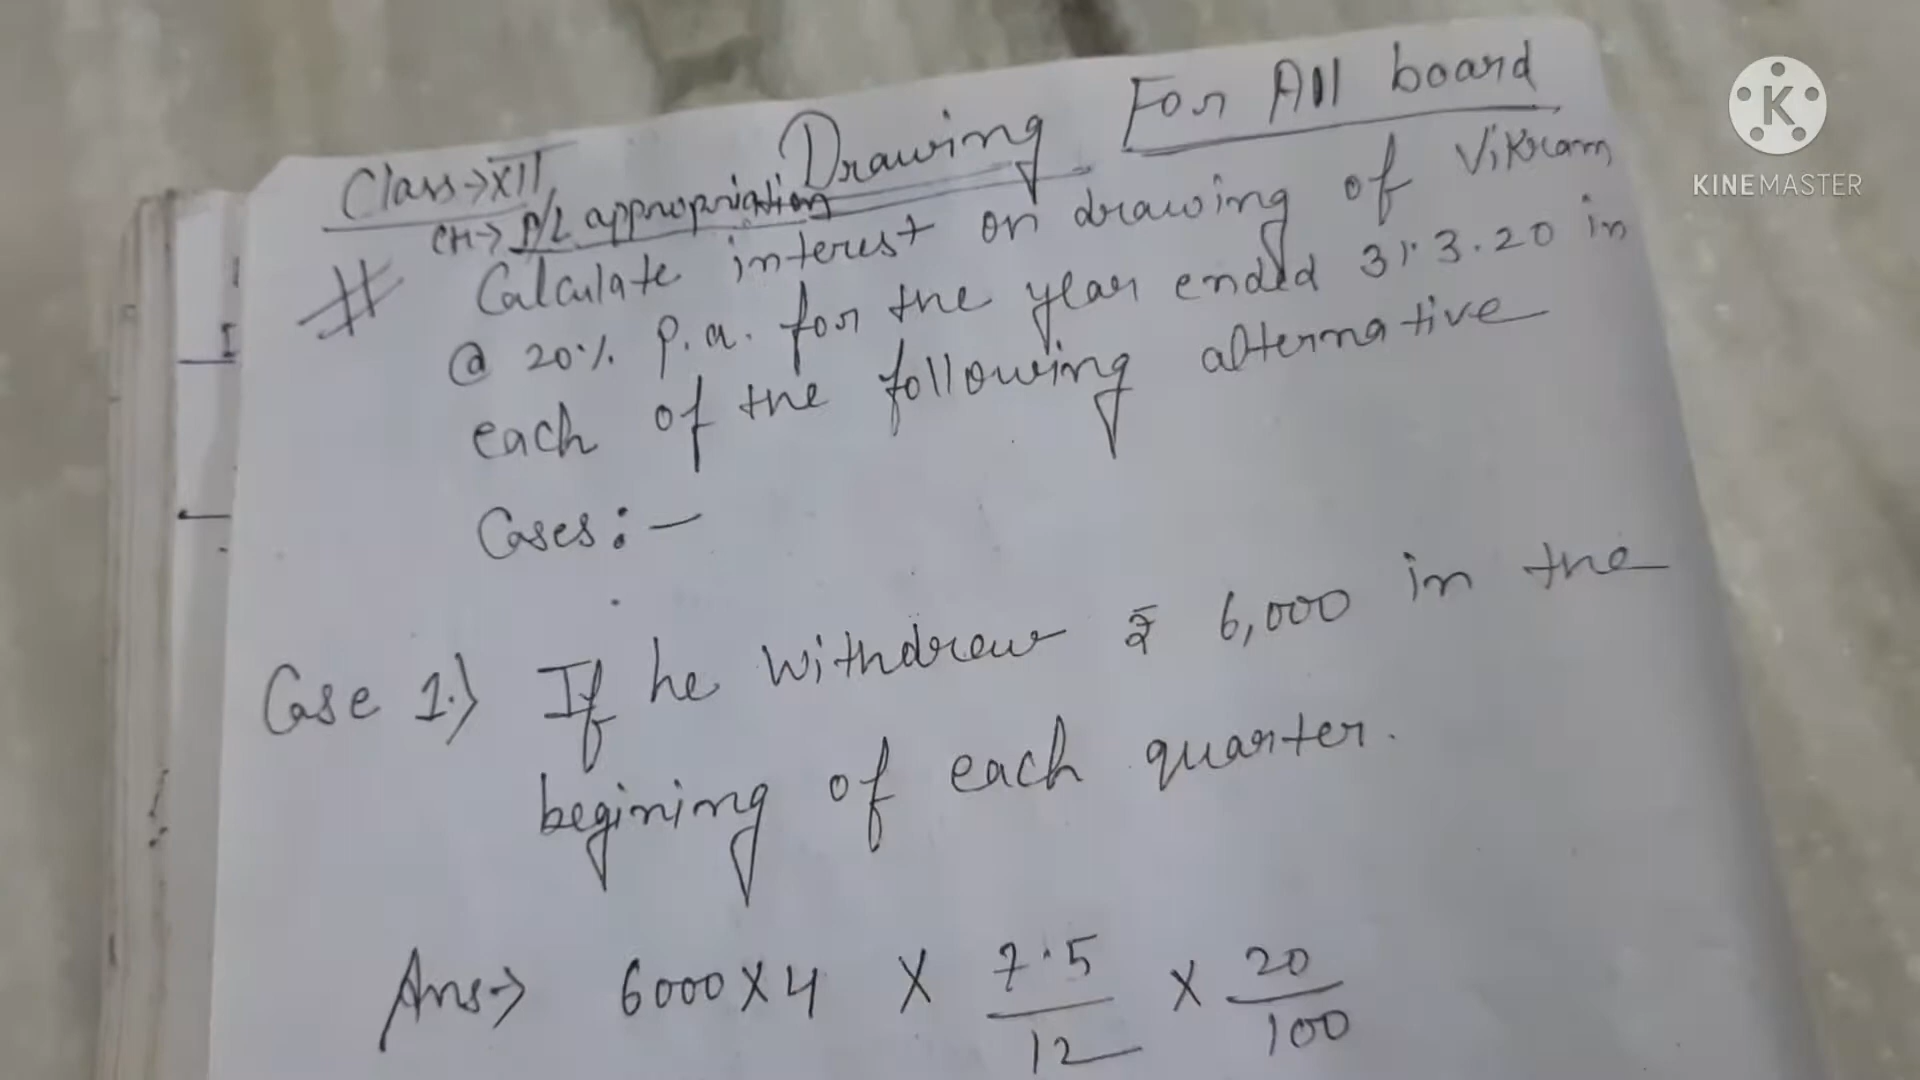 Class→XII
Drawing For All board
CH→ P/L appropriation
# Calculate interest on drawing of Vikram
@ 20% P.a. for the year ended 31.3.20 in
each of the following alternative
Cases:—
Case 1.) If he withdrew ₹ 6,000 in the
begining of each quarter.
Ans→ 6000×4 × 7.5/12 × 20/100
K
KINEMASTER